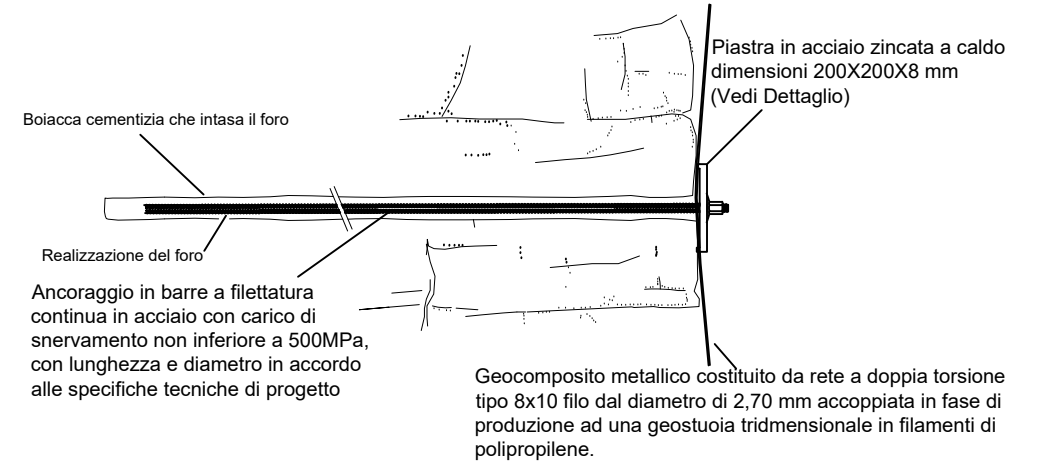 Piastra in acciaio zincata a caldo
dimensioni 200X200X8 mm
(Vedi Dettaglio)
Boiacca cementizia che intasa il foro
Realizzazione del foro
Ancoraggio in barre a filettatura
continua in acciaio con carico di
snervamento non inferiore a 500MPa,
con lunghezza e diametro in accordo
alle specifiche tecniche di progetto
Geocomposito metallico costituito da rete a doppia torsione
tipo 8x10 filo dal diametro di 2,70 mm accoppiata in fase di
produzione ad una geostuoia tridmensionale in filamenti di
polipropilene.